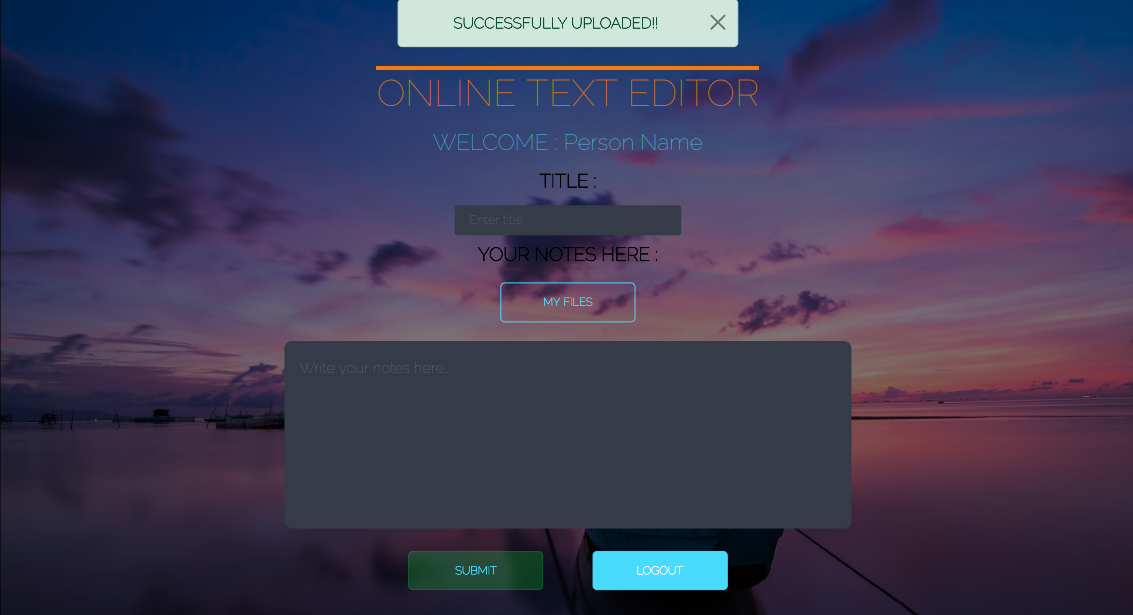 SUCCESSFULLY UPLOADED!!
ONLINE TEXT EDITOR
WELCOME : Person Name
TITLE :
Enter title
YOUR NOTES HERE :
MY FILES
Write your notes here..
SUBMIT
LOGOUT